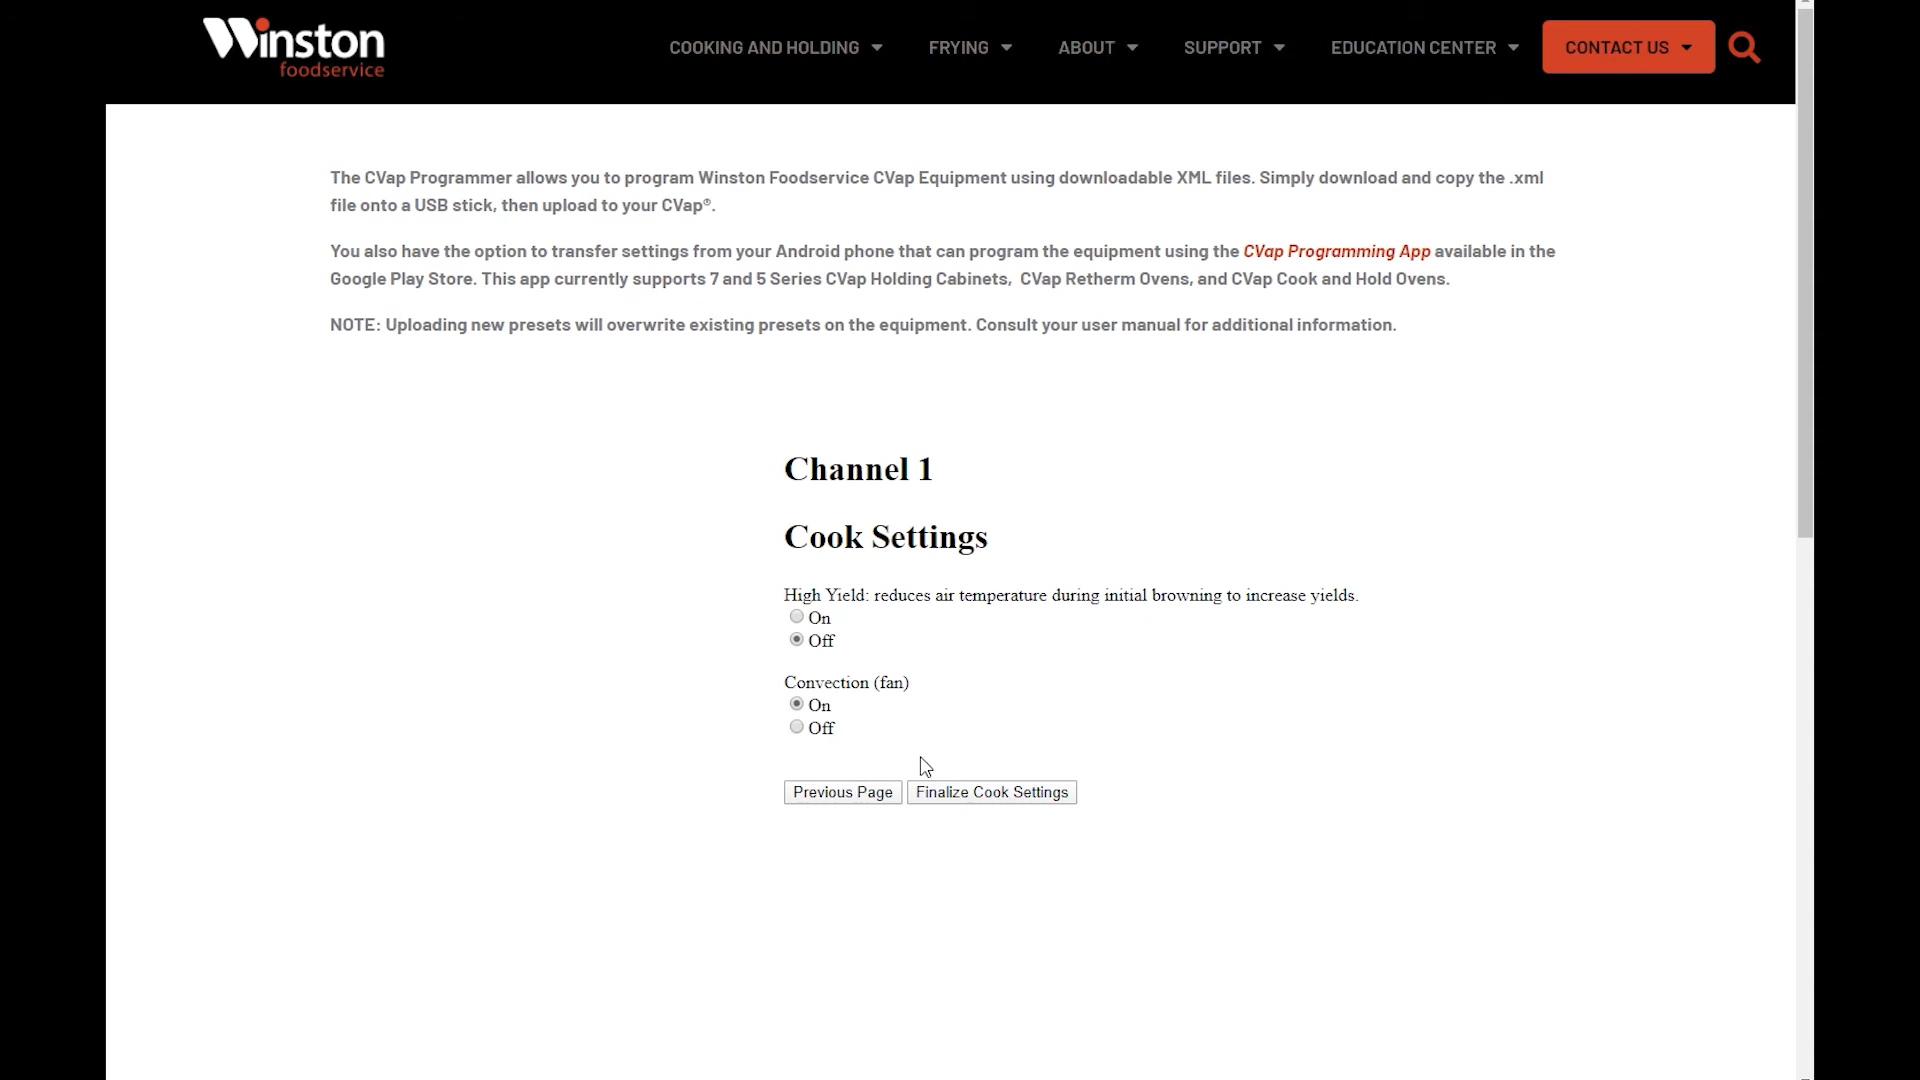 Winston
foodservice
COOKING AND HOLDING
FRYING
ABOUT
SUPPORT
EDUCATION CENTER
CONTACT US
The CVap Programmer allows you to program Winston Foodservice CVap Equipment using downloadable XML files. Simply download and copy the .xml
file onto a USB stick, then upload to your CVap®.
You also have the option to transfer settings from your Android phone that can program the equipment using the CVap Programming App available in the
Google Play Store. This app currently supports 7 and 5 Series CVap Holding Cabinets, CVap Retherm Ovens, and CVap Cook and Hold Ovens.
NOTE: Uploading new presets will overwrite existing presets on the equipment. Consult your user manual for additional information.
Channel 1
Cook Settings
High Yield: reduces air temperature during initial browning to increase yields.
On
Off
Convection (fan)
On
Off
Previous Page Finalize Cook Settings